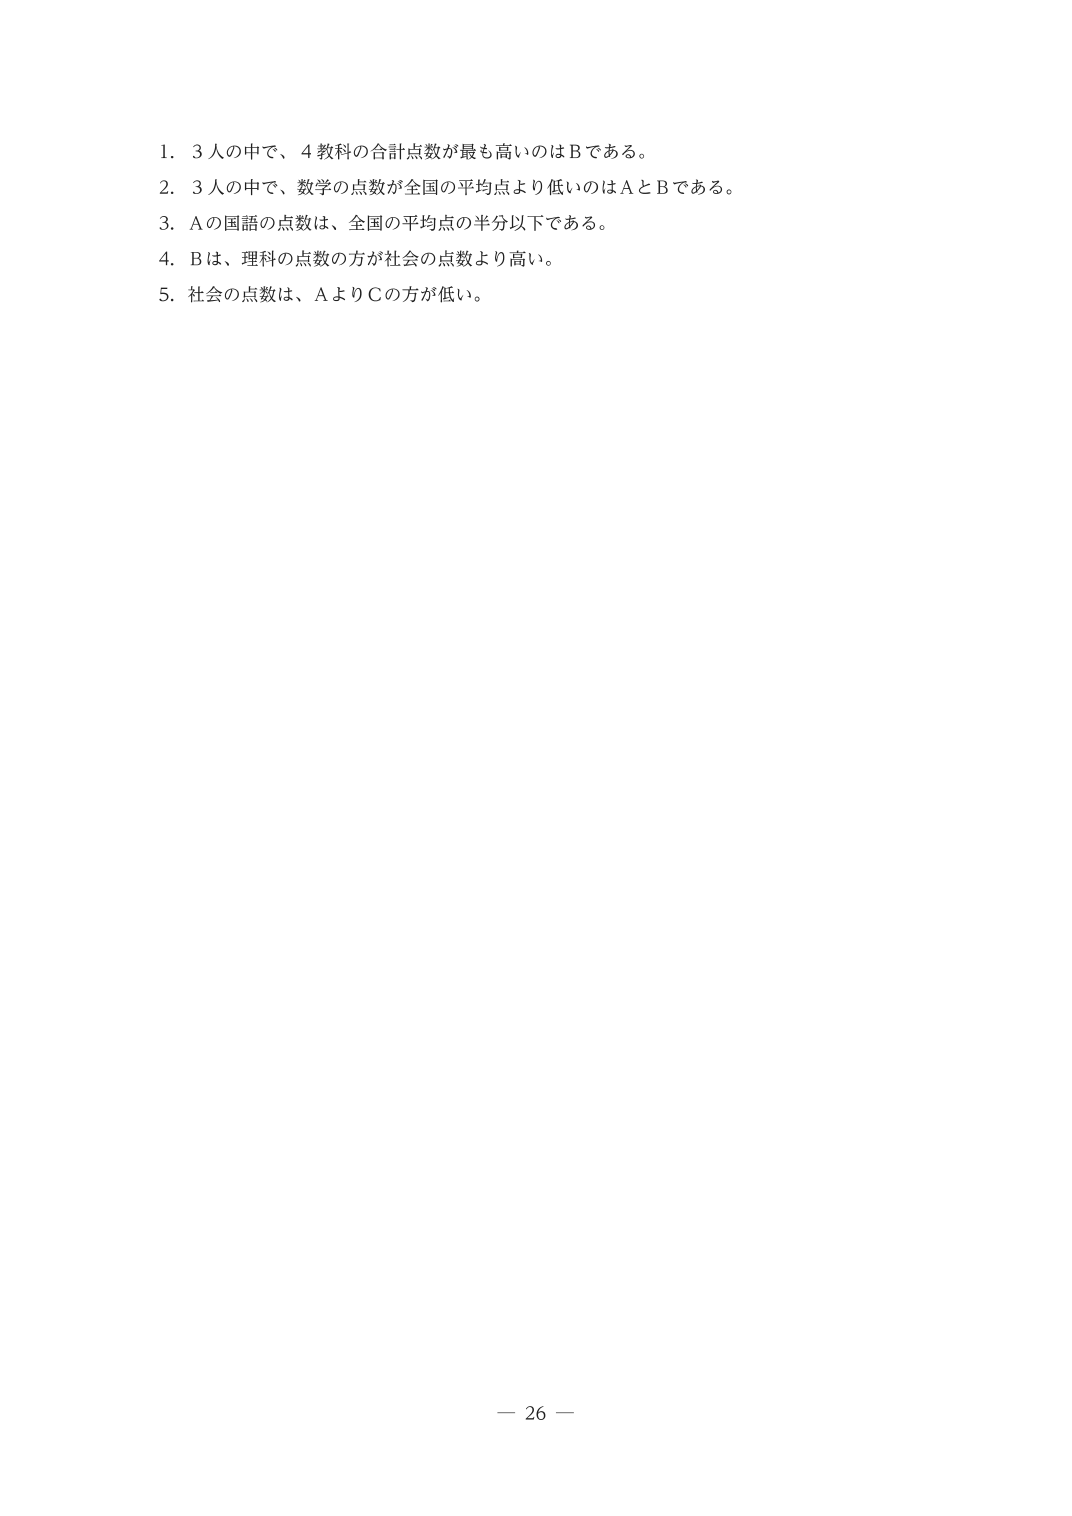 1. ３人の中で、４教科の合計点数が最も高いのはＢである。
2. ３人の中で、数学の点数が全国の平均点より低いのはＡとＢである。
3. Ａの国語の点数は、全国の平均点の半分以下である。
4. Ｂは、理科の点数の方が社会の点数より高い。
5. 社会の点数は、ＡよりＣの方が低い。
— 26 —